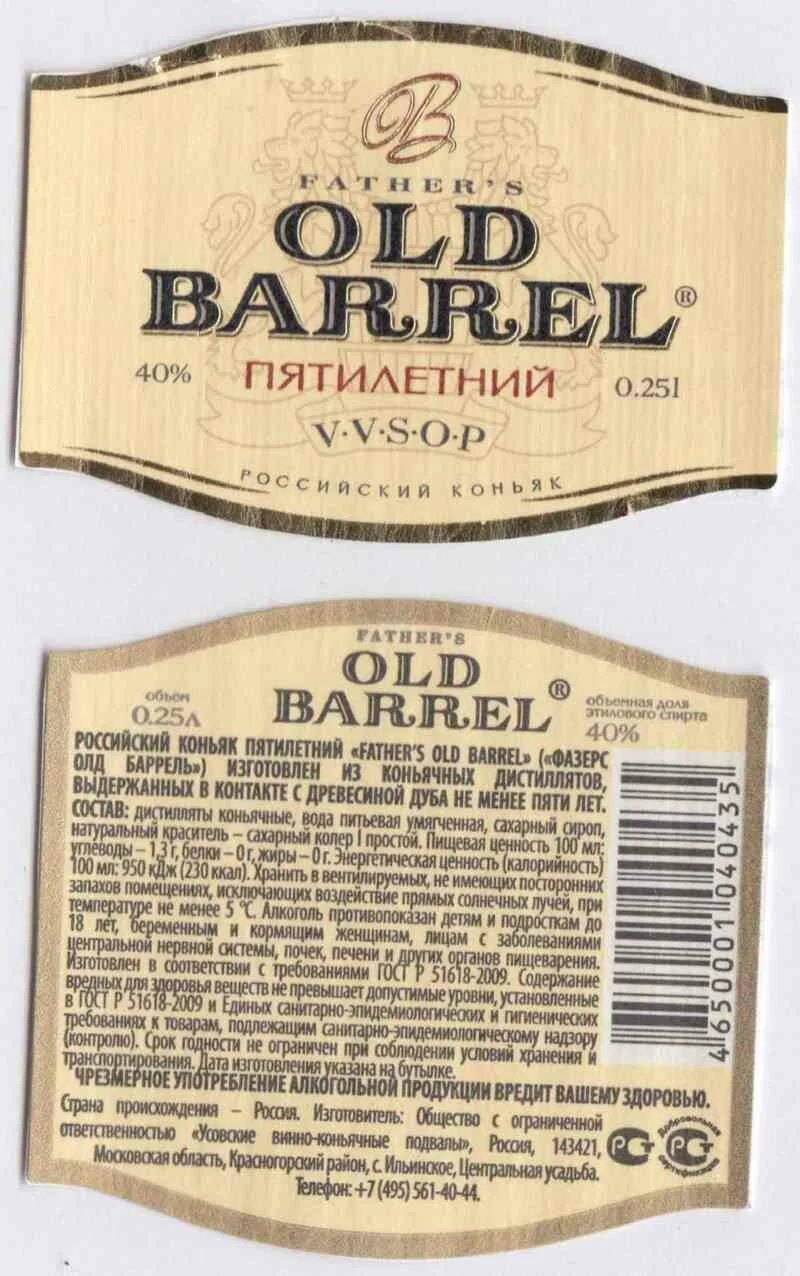 B
FATHER'S
OLD
BARREL®
40% ПЯТИЛЕТНИЙ 0.25l
V·V·S·O·P
РОССИЙСКИЙ КОНЬЯК
FATHER'S
OLD
BARREL®
объем
0.25л
объемная доля
этилового спирта
40%
РОССИЙСКИЙ КОНЬЯК ПЯТИЛЕТНИЙ «FATHER'S OLD BARREL» («ФАЗЕРС
ОЛД БАРРЕЛЬ») ИЗГОТОВЛЕН ИЗ КОНЬЯЧНЫХ ДИСТИЛЛЯТОВ,
ВЫДЕРЖАННЫХ В КОНТАКТЕ С ДРЕВЕСИНОЙ ДУБА НЕ МЕНЕЕ ПЯТИ ЛЕТ.
СОСТАВ: дистилляты коньячные, вода питьевая умягченная, сахарный сироп,
натуральный краситель – сахарный колер I простой. Пищевая ценность 100 мл:
углеводы – 1,3 г, белки – 0 г, жиры – 0 г. Энергетическая ценность (калорийность)
100 мл: 950 кДж (230 ккал). Хранить в вентилируемых, не имеющих посторонних
запахов помещениях, исключающих воздействие прямых солнечных лучей, при
температуре не менее 5 °С. Алкоголь противопоказан детям и подросткам до
18 лет, беременным и кормящим женщинам, лицам с заболеваниями
центральной нервной системы, почек, печени и других органов пищеварения.
Изготовлен в соответствии с требованиями ГОСТ Р 51618-2009. Содержание
вредных для здоровья веществ не превышает допустимые уровни, установленные
в ГОСТ Р 51618-2009 и Единых санитарно-эпидемиологических и гигиенических
требованиях к товарам, подлежащим санитарно-эпидемиологическому надзору
(контролю). Срок годности не ограничен при соблюдении условий хранения и
транспортирования. Дата изготовления указана на бутылке.
ЧРЕЗМЕРНОЕ УПОТРЕБЛЕНИЕ АЛКОГОЛЬНОЙ ПРОДУКЦИИ ВРЕДИТ ВАШЕМУ ЗДОРОВЬЮ.
Страна происхождения – Россия. Изготовитель: Общество с ограниченной
ответственностью «Усовские винно-коньячные подвалы», Россия, 143421,
Московская область, Красногорский район, с. Ильинское, Центральная усадьба.
Телефон: +7 (495) 561-40-44.
4 650001 040435
РСТ
Добровольная
РСТ
сертификация